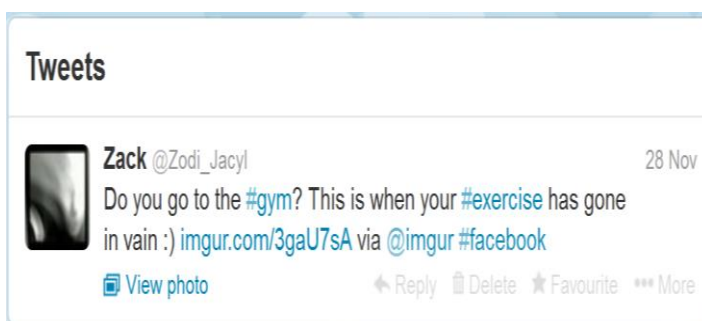 Tweets
Zack @Zodi_Jacyl 28 Nov
Do you go to the #gym? This is when your #exercise has gone
in vain :) imgur.com/3gaU7sA via @imgur #facebook
View photo Reply Delete Favourite More